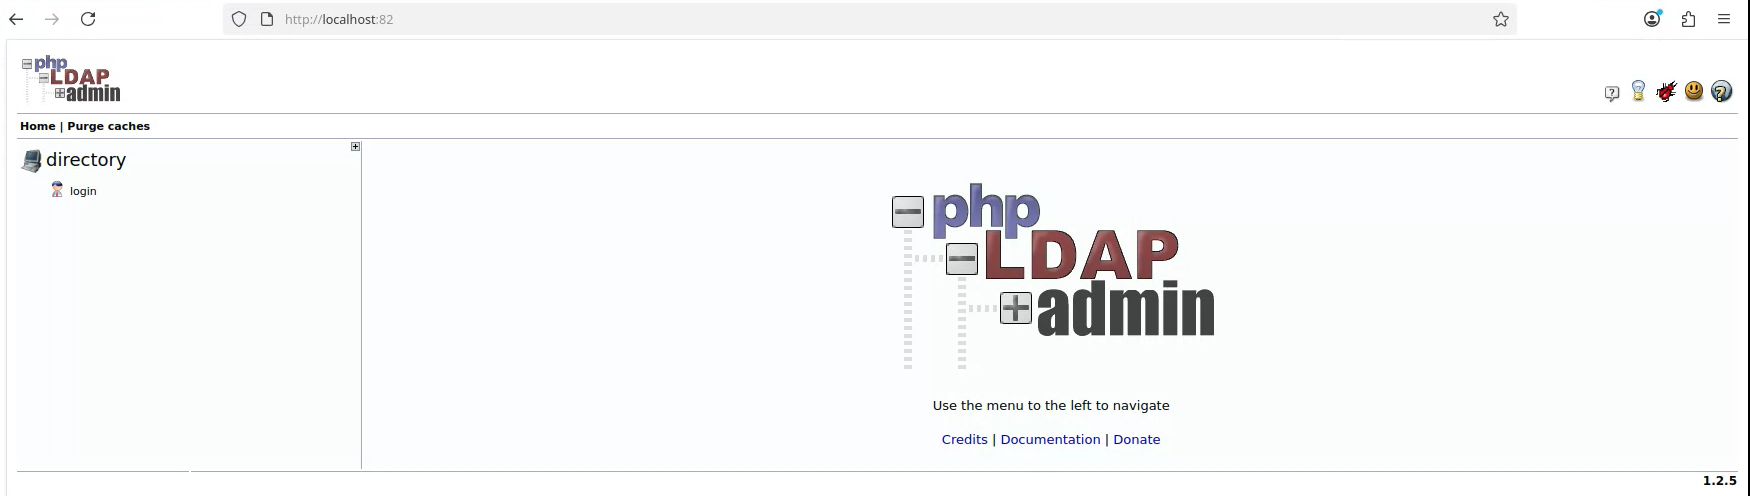 http://localhost:82
php
LDAP
admin
Home | Purge caches
directory
login
php
LDAP
admin
Use the menu to the left to navigate
Credits | Documentation | Donate
1.2.5